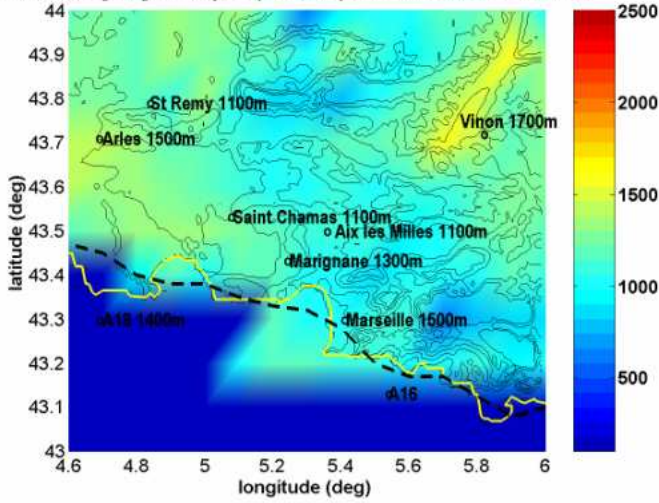 44
43.9
43.8
43.7
43.6
43.5
43.4
43.3
43.2
43.1
43
latitude (deg)
St Remy 1100m
Arles 1500m
Vinon 1700m
Saint Chamas 1100m
Aix les Milles 1100m
Marignane 1300m
A13 1400m
Marseille 1500m
A16
4.6 4.8 5 5.2 5.4 5.6 5.8 6
longitude (deg)
2500
2000
1500
1000
500